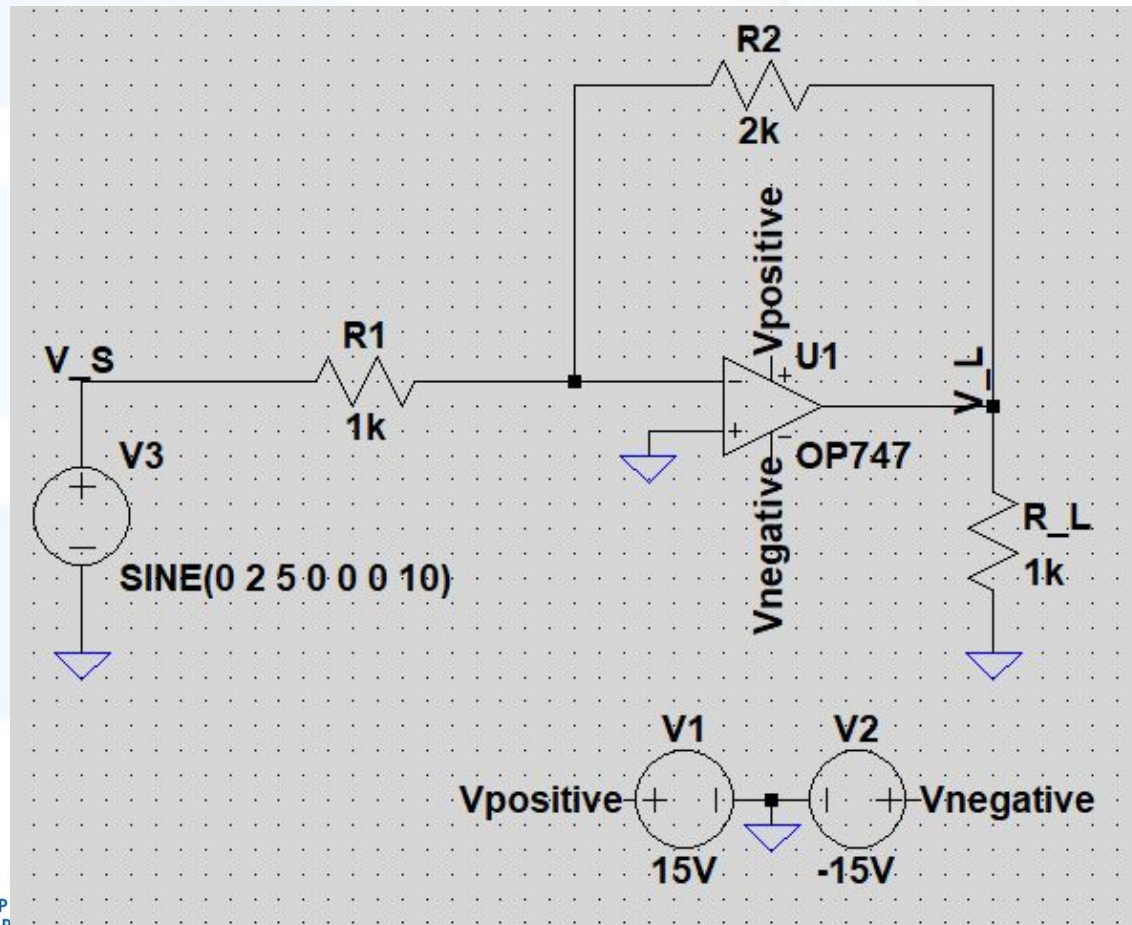 R2
2k
Vpositive
V_S
R1
1k
U1
V_L
V3
OP747
Vnegative
R_L
1k
SINE(0 2 5 0 0 0 10)
V1
V2
Vpositive
Vnegative
15V
-15V